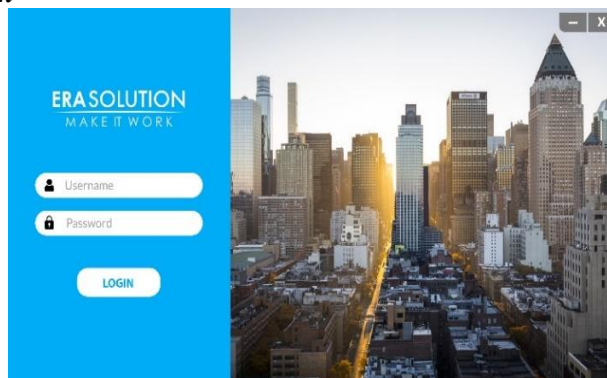 – X
ERASOLUTION
MAKE IT WORK
Username
Password
LOGIN